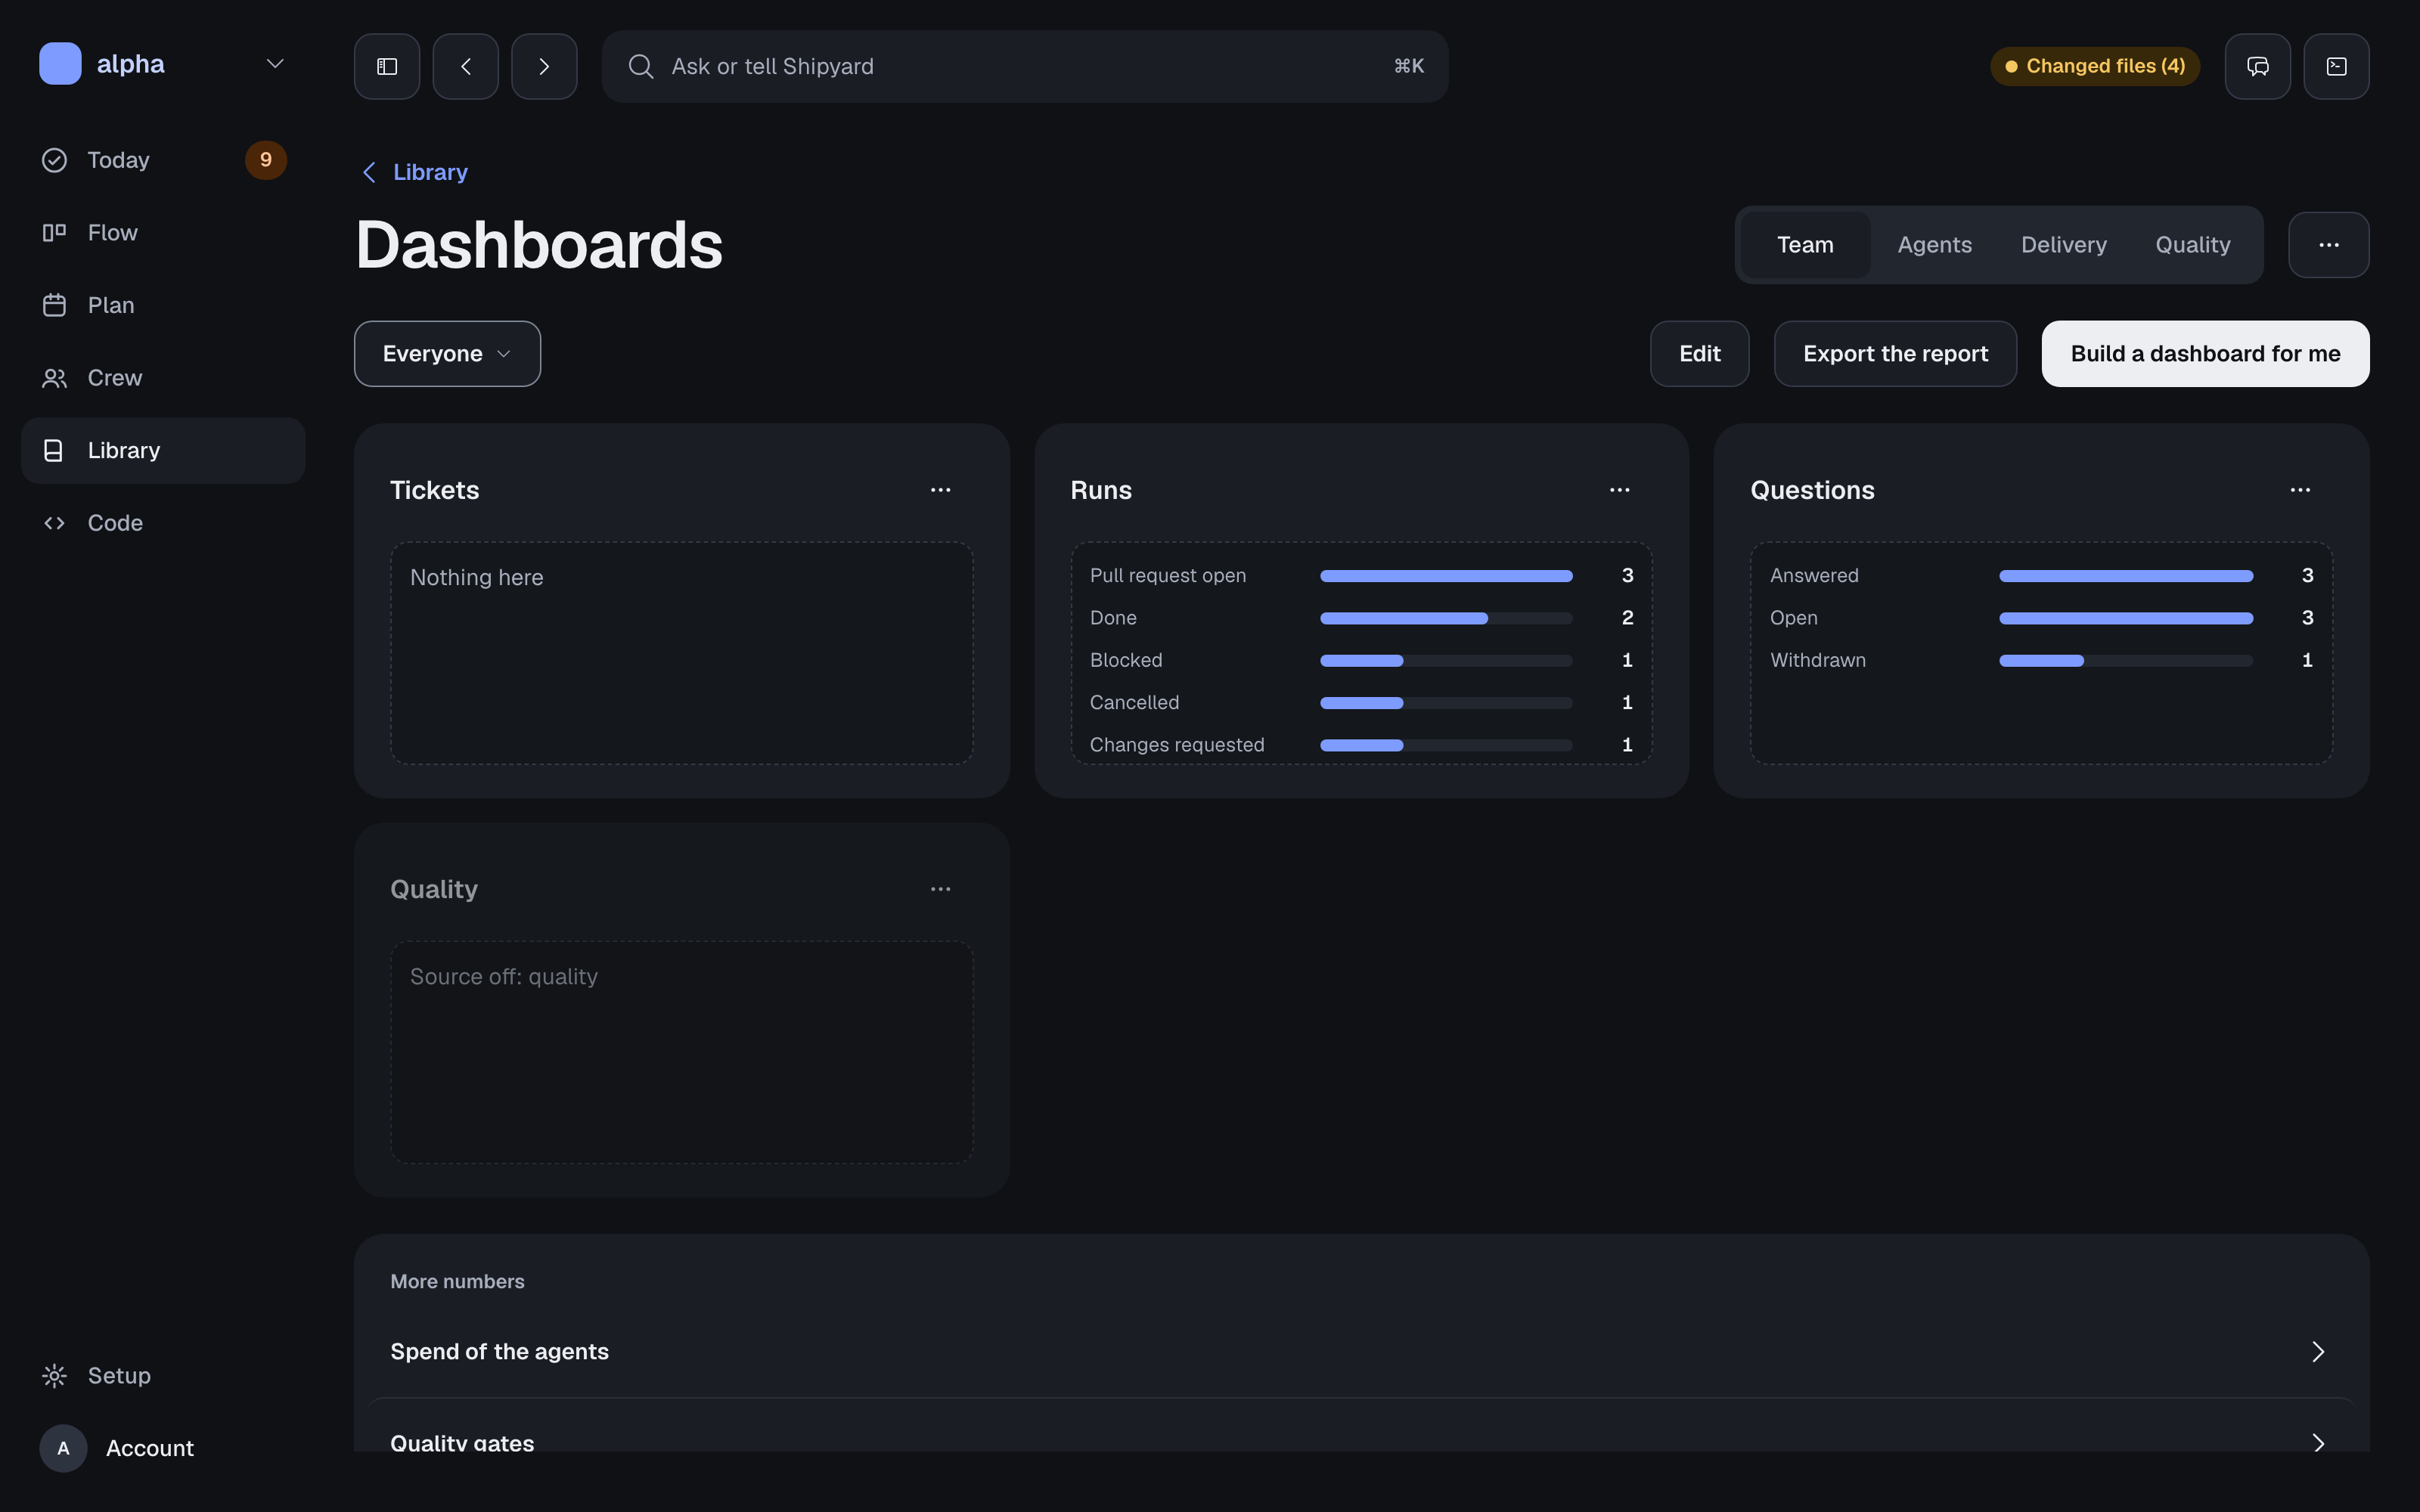 alpha
Ask or tell Shipyard
⌘K
Changed files (4)
Today
9
Flow
Plan
Crew
Library
Code
Setup
A
Account
Library
Dashboards
Team
Agents
Delivery
Quality
Everyone
Edit
Export the report
Build a dashboard for me
Tickets
Nothing here
Runs
Pull request open 3
Done 2
Blocked 1
Cancelled 1
Changes requested 1
Questions
Answered 3
Open 3
Withdrawn 1
Quality
Source off: quality
More numbers
Spend of the agents
Quality gates